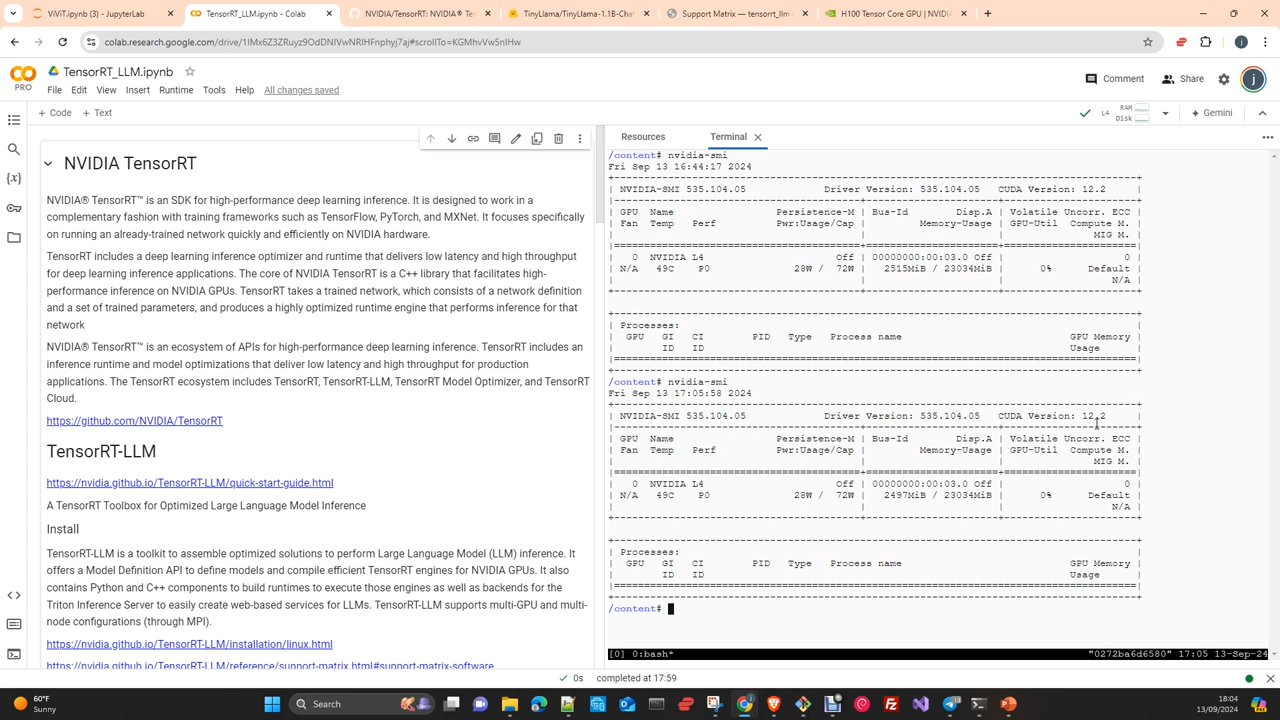 ViViT.ipynb - JupyterLab
TensorRT_LLM.ipynb - Colab
NVIDIA/TensorRT: NVIDIA® Te
TinyLlama/TinyLlama-1.1B-Cha
Support Matrix — tensorrt_llm
H100 Tensor Core GPU | NVIDIA
colab.research.google.com/drive/
TensorRT_LLM.ipynb
PRO
File Edit View Insert Runtime Tools Help All changes saved
Comment
Share
j
+ Code + Text
L4
RAM
Disk
Gemini
NVIDIA TensorRT
NVIDIA® TensorRT™ is an SDK for high-performance deep learning inference. It is designed to work in a
complementary fashion with training frameworks such as TensorFlow, PyTorch, and MXNet. It focuses specifically
on running an already-trained network quickly and efficiently on NVIDIA hardware.
TensorRT includes a deep learning inference optimizer and runtime that delivers low latency and high throughput
for deep learning inference applications. The core of NVIDIA TensorRT is a C++ library that facilitates high-
performance inference on NVIDIA GPUs. TensorRT takes a trained network, which consists of a network definition
and a set of trained parameters, and produces a highly optimized runtime engine that performs inference for that
network
NVIDIA® TensorRT™ is an ecosystem of APIs for high-performance deep learning inference. TensorRT includes an
inference runtime and model optimizations that deliver low latency and high throughput for production
applications. The TensorRT ecosystem includes TensorRT, TensorRT-LLM, TensorRT Model Optimizer, and TensorRT
Cloud.
https://github.com/NVIDIA/TensorRT
TensorRT-LLM
https://nvidia.github.io/TensorRT-LLM/quick-start-guide.html
A TensorRT Toolbox for Optimized Large Language Model Inference
Install
TensorRT-LLM is a toolkit to assemble optimized solutions to perform Large Language Model (LLM) inference. It
offers a Model Definition API to define models and compile efficient TensorRT engines for NVIDIA GPUs. It also
contains Python and C++ components to build runtimes to execute those engines as well as backends for the
Triton Inference Server to easily create web-based services for LLMs. TensorRT-LLM supports multi-GPU and multi-
node configurations (through MPI).
https://nvidia.github.io/TensorRT-LLM/installation/linux.html
https://nvidia.github.io/TensorRT-LLM/reference/support-matrix.html#support-matrix-software
Resources Terminal
/content# nvidia-smi
Fri Sep 13 16:44:17 2024
| NVIDIA-SMI 535.104.05 Driver Version: 535.104.05 CUDA Version: 12.2 |
| GPU Name Persistence-M | Bus-Id Disp.A | Volatile Uncorr. ECC |
| Fan Temp Perf Pwr:Usage/Cap | Memory-Usage | GPU-Util Compute M. |
| | | MIG M. |
| 0 NVIDIA L4 Off | 00000000:00:03.0 Off | 0 |
| N/A 49C P0 28W / 72W | 2515MiB / 23034MiB | 0% Default |
| | | N/A |
| Processes: |
| GPU GI CI PID Type Process name GPU Memory |
| ID ID Usage |
/content# nvidia-smi
Fri Sep 13 17:05:58 2024
| NVIDIA-SMI 535.104.05 Driver Version: 535.104.05 CUDA Version: 12.2 |
| GPU Name Persistence-M | Bus-Id Disp.A | Volatile Uncorr. ECC |
| Fan Temp Perf Pwr:Usage/Cap | Memory-Usage | GPU-Util Compute M. |
| | | MIG M. |
| 0 NVIDIA L4 Off | 00000000:00:03.0 Off | 0 |
| N/A 49C P0 28W / 72W | 2497MiB / 23034MiB | 0% Default |
| | | N/A |
| Processes: |
| GPU GI CI PID Type Process name GPU Memory |
| ID ID Usage |
/content#
[0] 0:bash* "0272ba6d6580" 17:05 13-Sep-24
0s completed at 17:59
60°F
Sunny
Search
18:04
13/09/2024